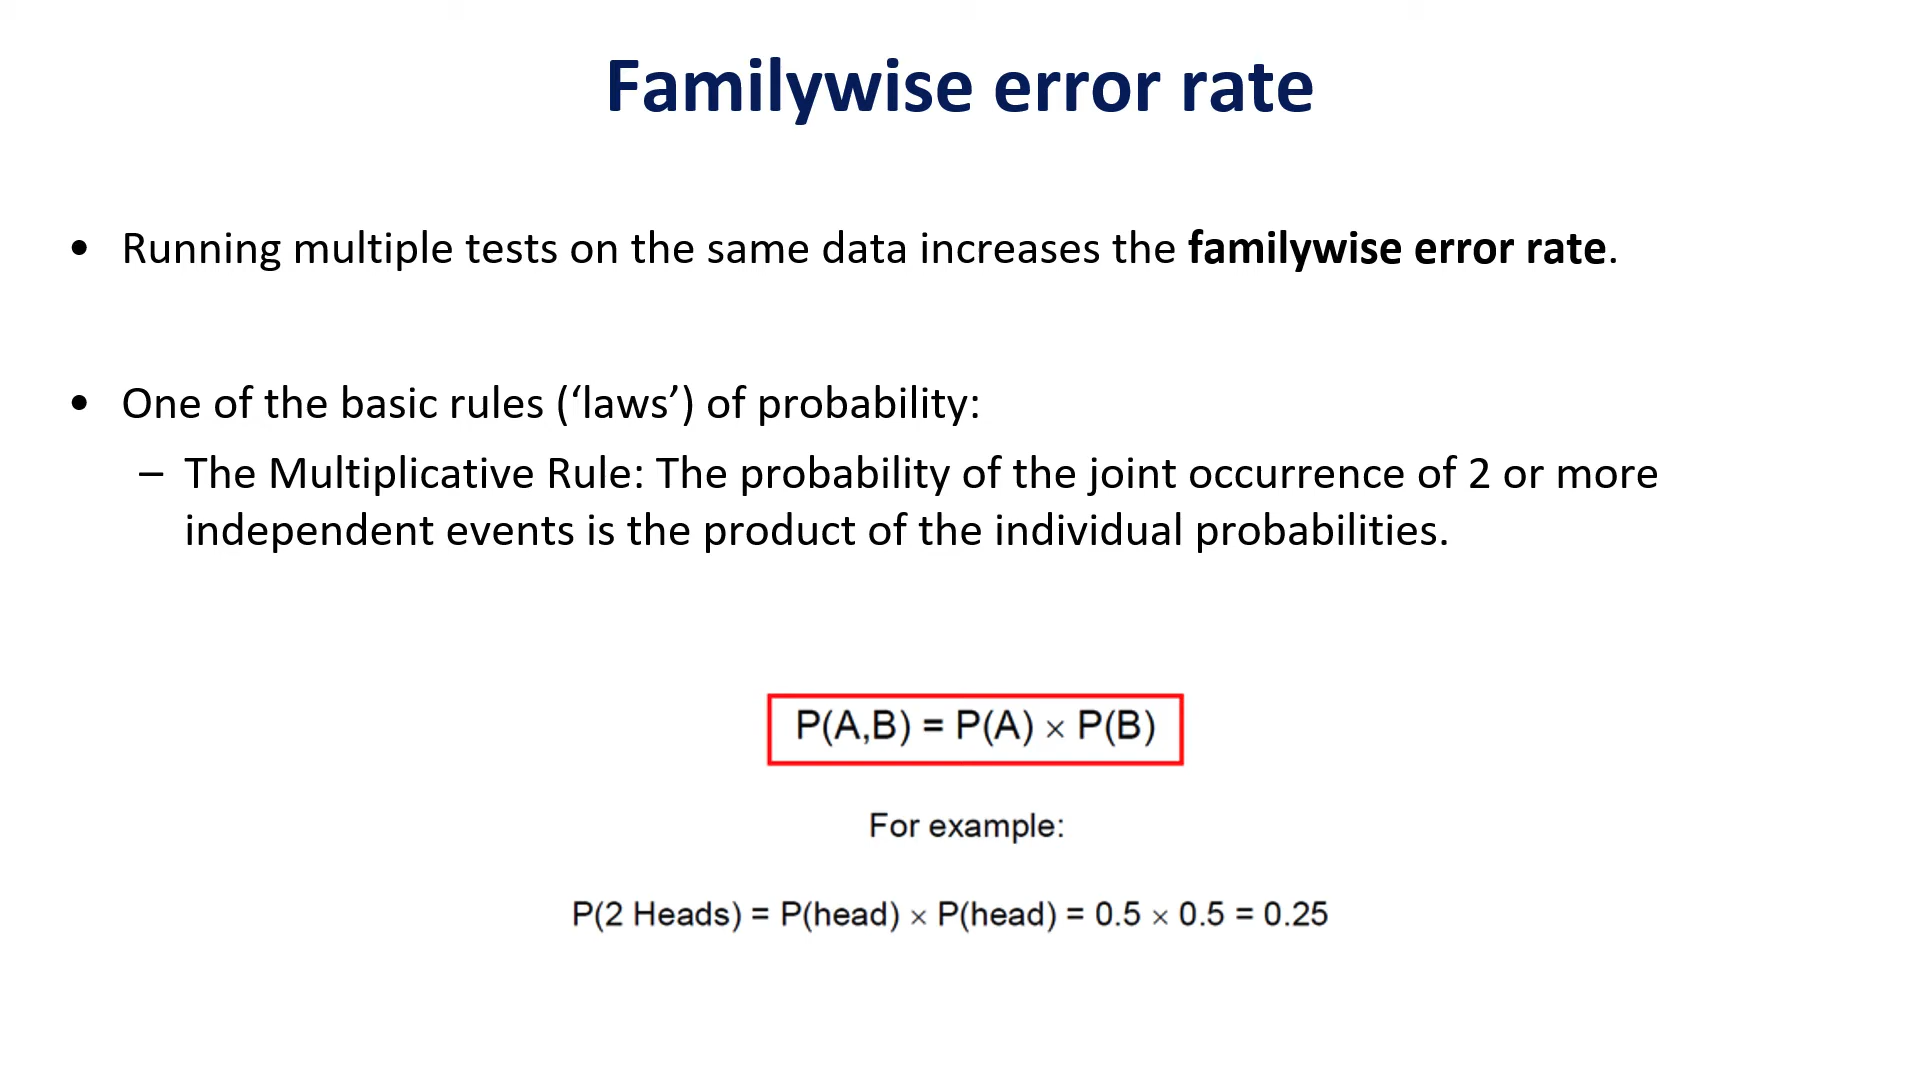 Familywise error rate
• Running multiple tests on the same data increases the familywise error rate.
• One of the basic rules (‘laws’) of probability:
– The Multiplicative Rule: The probability of the joint occurrence of 2 or more
independent events is the product of the individual probabilities.
P(A,B) = P(A) × P(B)
For example:
P(2 Heads) = P(head) × P(head) = 0.5 × 0.5 = 0.25